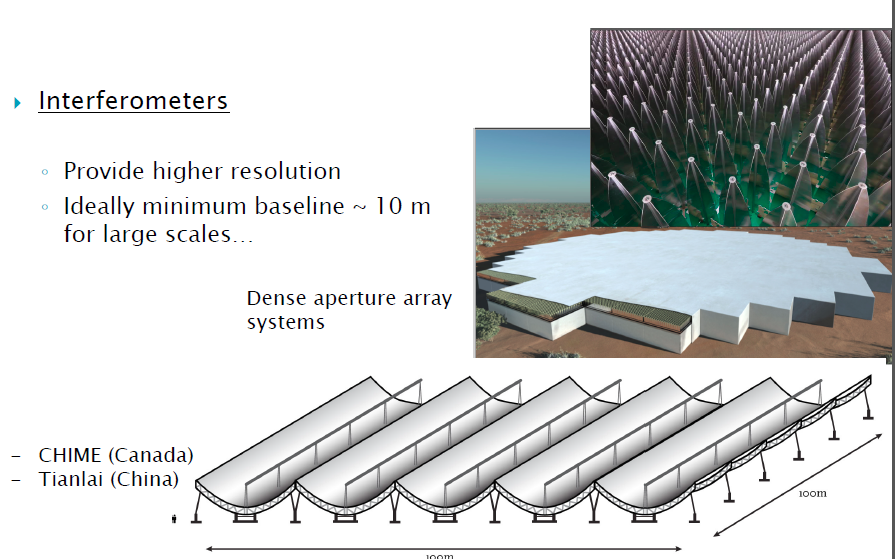 Interferometers
Provide higher resolution
Ideally minimum baseline ~ 10 m
for large scales...
Dense aperture array
systems
- CHIME (Canada)
- Tianlai (China)
100m
100m